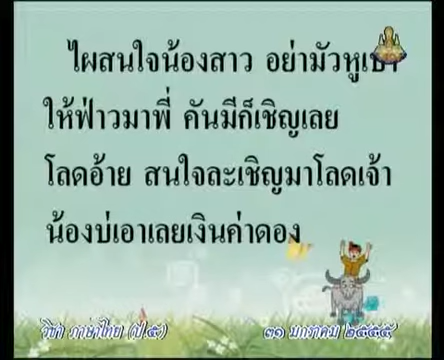 ไผสนใจน้องสาว อย่ามัวหูเบา
ให้ฟ่าวมาพี่ คันมีก็เชิญเลย
โลดอ้าย สนใจละเชิญมาโลดเจ้า
น้องบ่เอาเลยเงินค่าดอง
วิชา ภาษาไทย (ป.๕) ๓๑ มกราคม ๒๕๕๕